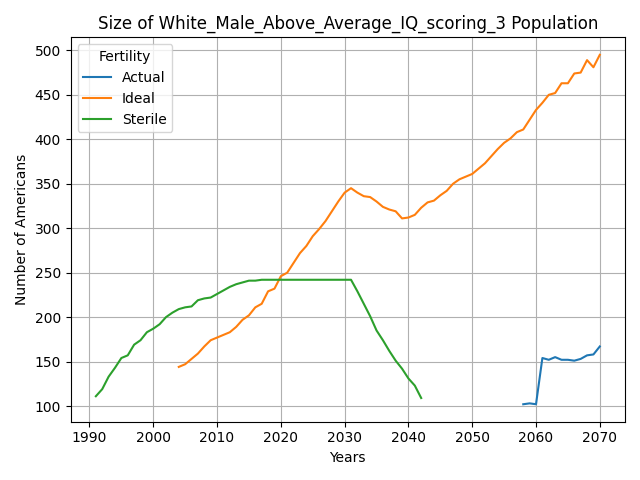 Size of White_Male_Above_Average_IQ_scoring_3 Population
Number of Americans
500
450
400
350
300
250
200
150
100
Fertility
Actual
Ideal
Sterile
1990 2000 2010 2020 2030 2040 2050 2060 2070
Years